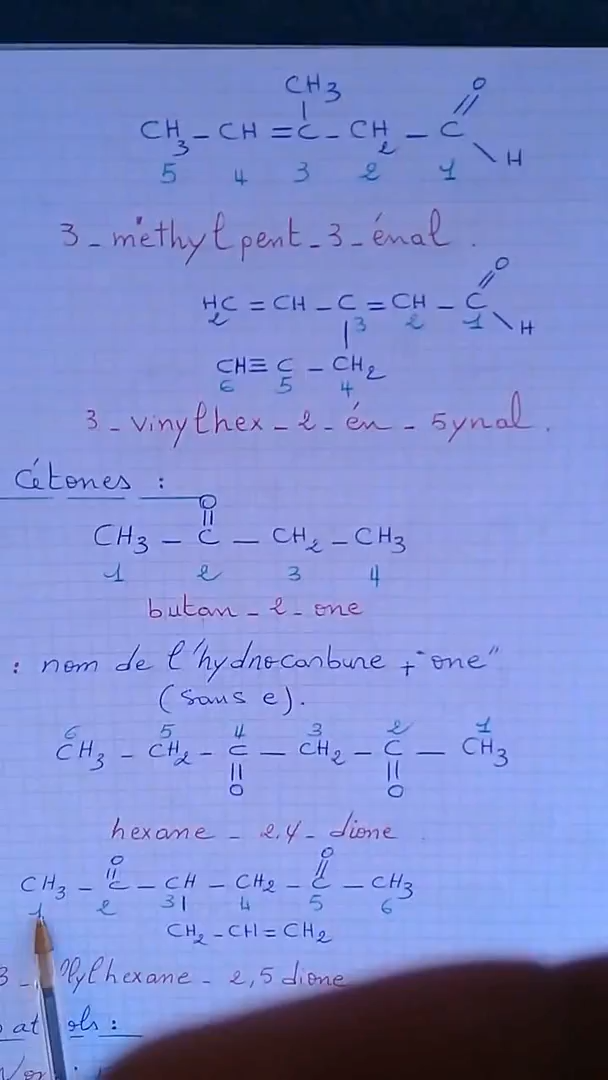 CH3
O
CH3 - CH = C - CH2 - C
H
5 4 3 2 1
3-méthylpent-3-énal.
O
H2C = CH - C = CH - C
3 2 1 H
CH≡C - CH2
6 5 4
3-vinylhex-2-én-5ynal.
Cétones :
O
CH3 - C - CH2 - CH3
1 2 3 4
butan-2-one
: nom de l'hydrocarbure + "one"
(sans e).
6 5 4 3 2 1
CH3 - CH2 - C - CH2 - C - CH3
O O
hexane-2,4-dione
O O
CH3 - C - CH - CH2 - C - CH3
1 2 3 4 5 6
CH2 - CH = CH2
3- llylhexane-2,5 dione